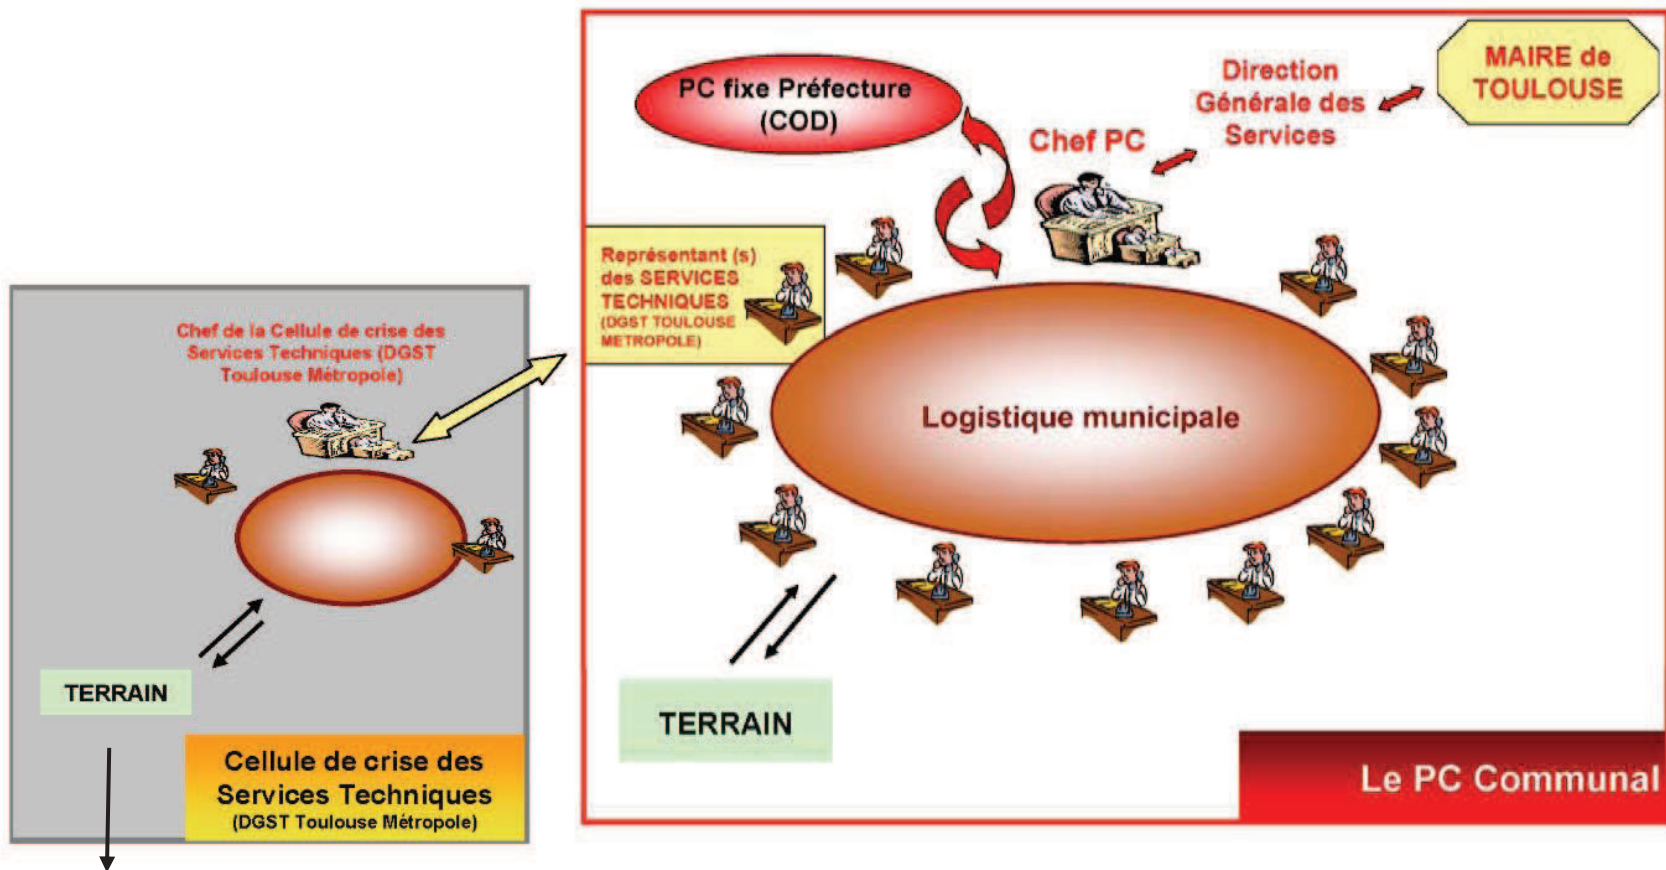 Chef de la Cellule de crise des
Services Techniques (DGST
Toulouse Métropole)
TERRAIN
Cellule de crise des
Services Techniques
(DGST Toulouse Métropole)
PC fixe Préfecture
(COD)
Chef PC
Direction
Générale des
Services
MAIRE de
TOULOUSE
Représentant (s)
des SERVICES
TECHNIQUES
(DGST TOULOUSE
METROPOLE)
Logistique municipale
TERRAIN
Le PC Communal